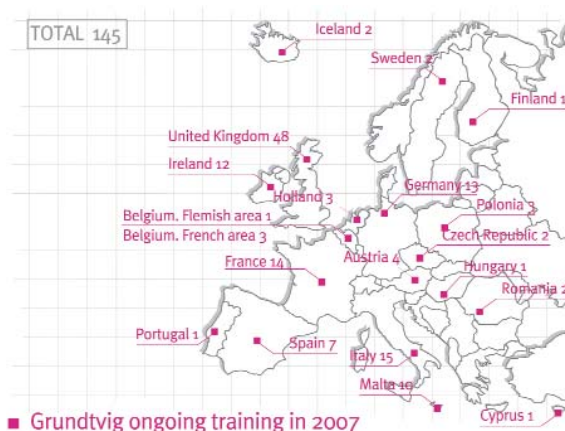 TOTAL 145
Iceland 2
Sweden 2
Finland 1
United Kingdom 48
Ireland 12
Holland 3
Germany 13
Belgium. Flemish area 1
Polonia 3
Belgium. French area 3
Czech Republic 2
Austria 4
France 14
Hungary 1
Romania 2
Portugal 1
Spain 7
Italy 15
Malta 10
Cyprus 1
Grundtvig ongoing training in 2007